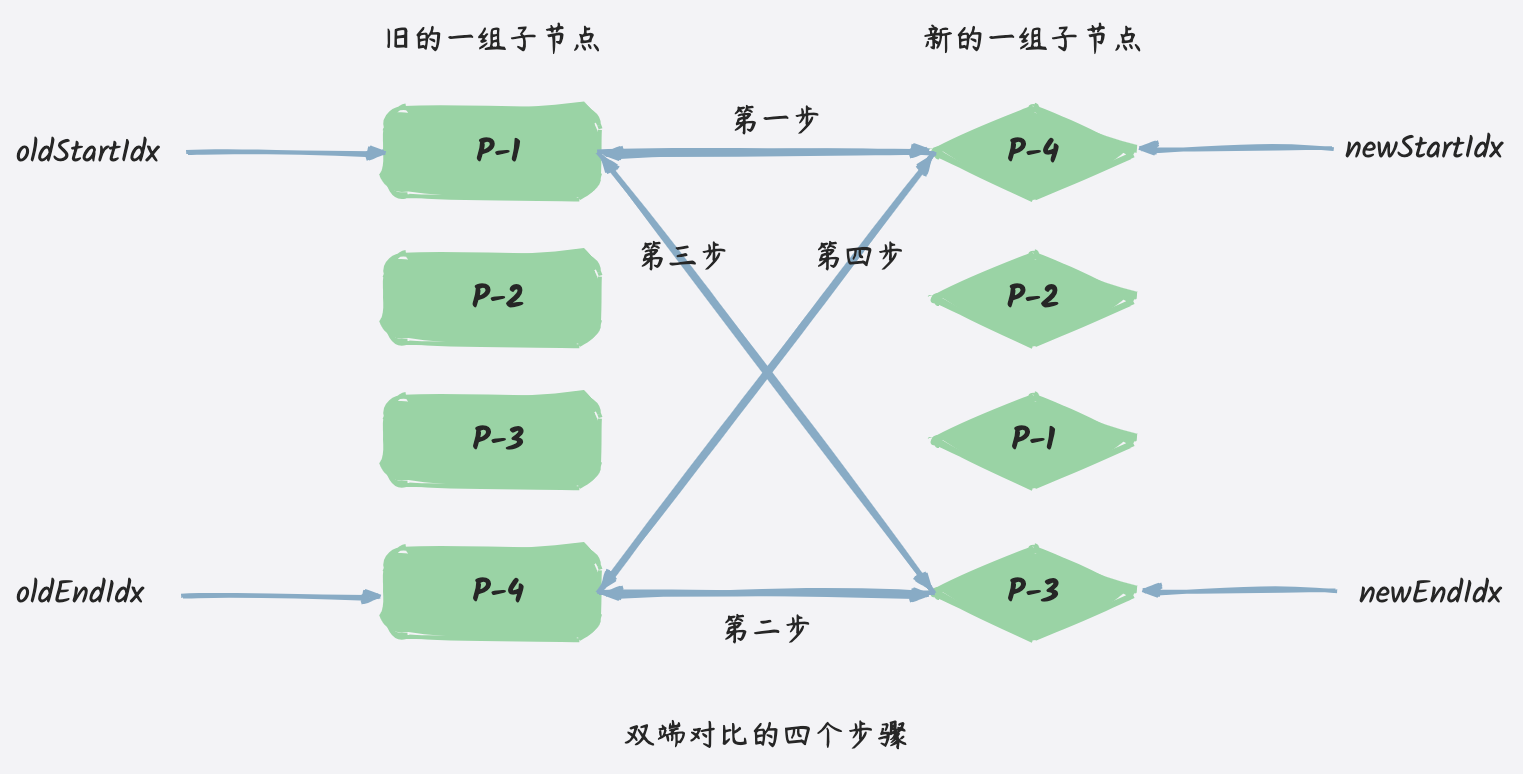 旧的一组子节点
新的一组子节点
oldStartIdx
P-1
第一步
P-4
newStartIdx
第三步
第四步
P-2
P-2
P-3
P-1
oldEndIdx
P-4
P-3
newEndIdx
第二步
双端对比的四个步骤